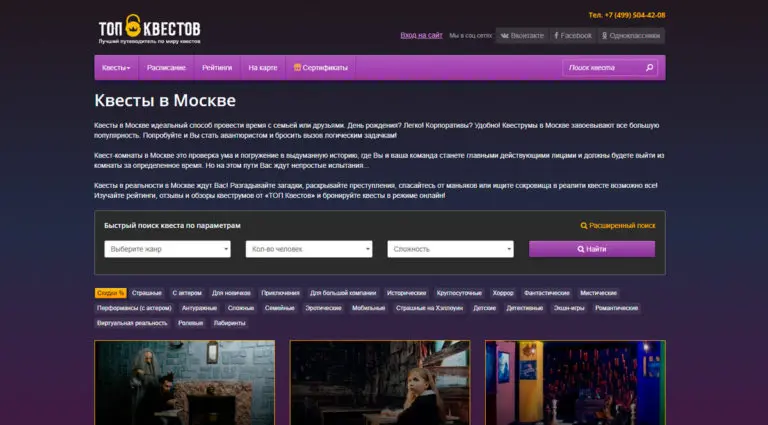 ТОП КВЕСТОВ
Лучший путеводитель по миру квестов
Тел. +7 (499) 504-42-08
Вход на сайт
Мы в соц сетях:
Вконтакте
Facebook
Одноклассники
Квесты
Расписание
Рейтинги
На карте
Сертификаты
Поиск квеста
Квесты в Москве
Квесты в Москве идеальный способ провести время с семьей или друзьями. День рождения? Легко! Корпоративы? Удобно! Квеструмы в Москве завоевывают все большую
популярность. Попробуйте и Вы стать авантюристом и бросить вызов логическим задачкам!
Квест-комнаты в Москве это проверка ума и погружение в выдуманную историю, где Вы и ваша команда станете главными действующими лицами и должны будете выйти из
комнаты за определенное время. Но на этом пути Вас ждут непростые испытания...
Квесты в реальности в Москве ждут Вас! Разгадывайте загадки, раскрывайте преступления, спасайтесь от маньяков или ищите сокровища в реалити квесте возможно все!
Изучайте рейтинги, отзывы и обзоры квеструмов от «ТОП Квестов» и бронируйте квесты в режиме онлайн!
Быстрый поиск квеста по параметрам
Расширенный поиск
Выберите жанр
Кол-во человек
Сложность
Найти
Скидки %
Страшные
С актером
Для новичков
Приключения
Для большой компании
Исторические
Круглосуточные
Хоррор
Фантастические
Мистические
Перформансы (с актером)
Антуражные
Сложные
Семейные
Эротические
Мобильные
Страшные на Хэллоуин
Детские
Детективные
Экшн-игры
Романтические
Виртуальная реальность
Ролевые
Лабиринты